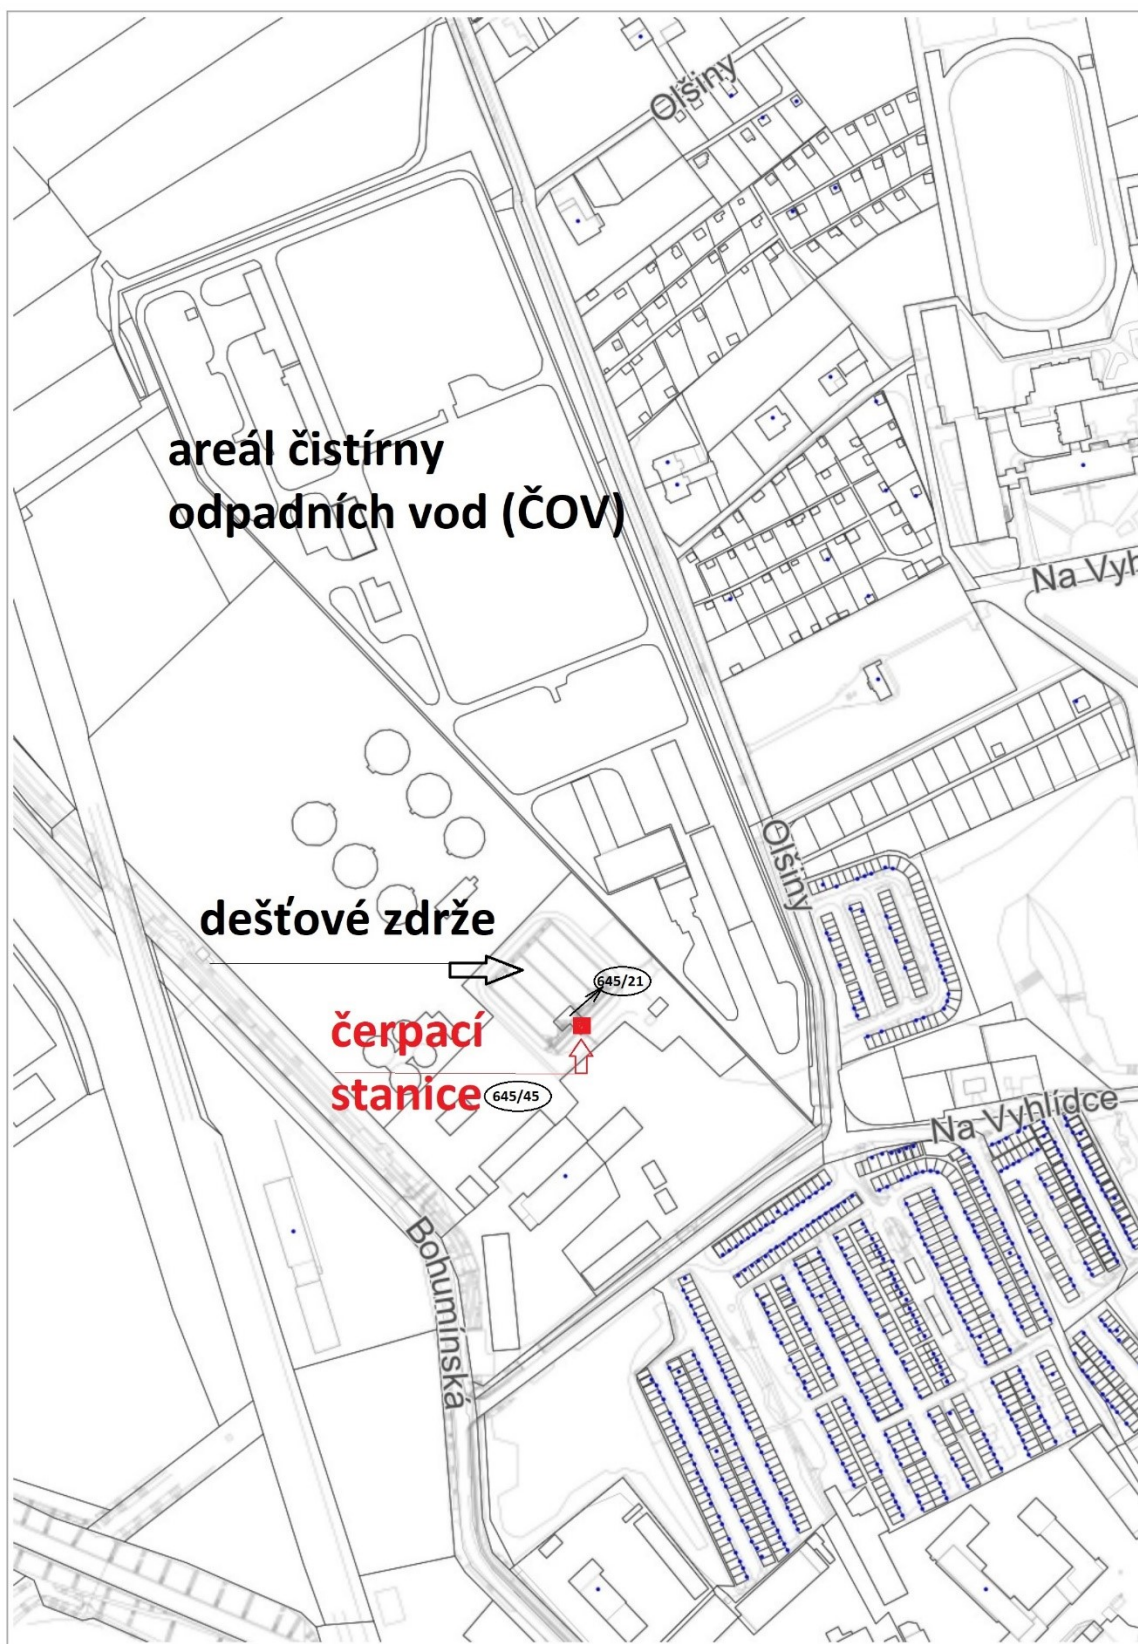 Olšiny
areál čistírny
odpadních vod (ČOV)
Na Vyh
Olšiny
dešťové zdrže
645/21
čerpací
stanice
645/45
Na Vyhlídce
Bohumínská